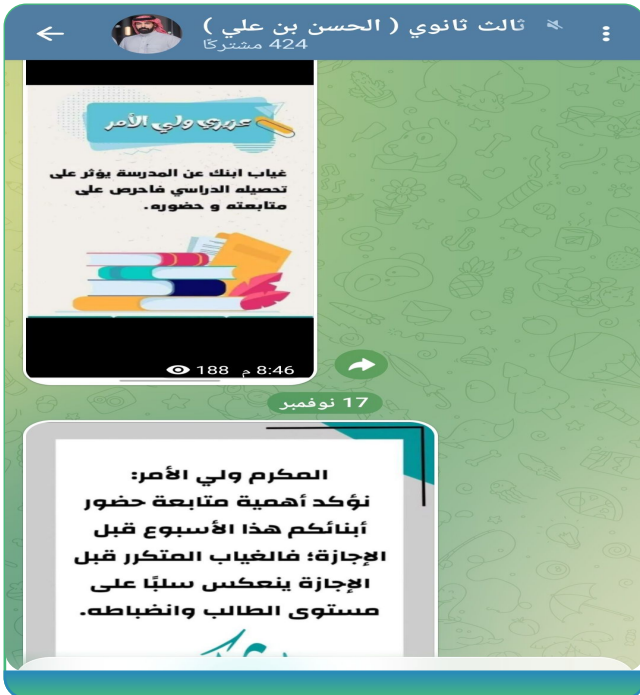 ثالث ثانوي ( الحسن بن علي )
424 مشتركًا
عزيزي ولي الأمر
غياب ابنك عن المدرسة يؤثر على
تحصيله الدراسي فاحرص على
متابعته و حضوره.
188 8:46 م
17 نوفمبر
المكرم ولي الأمر:
نؤكد أهمية متابعة حضور
أبنائكم هذا الأسبوع قبل
الإجازة؛ فالغياب المتكرر قبل
الإجازة ينعكس سلبًا على
مستوى الطالب وانضباطه.